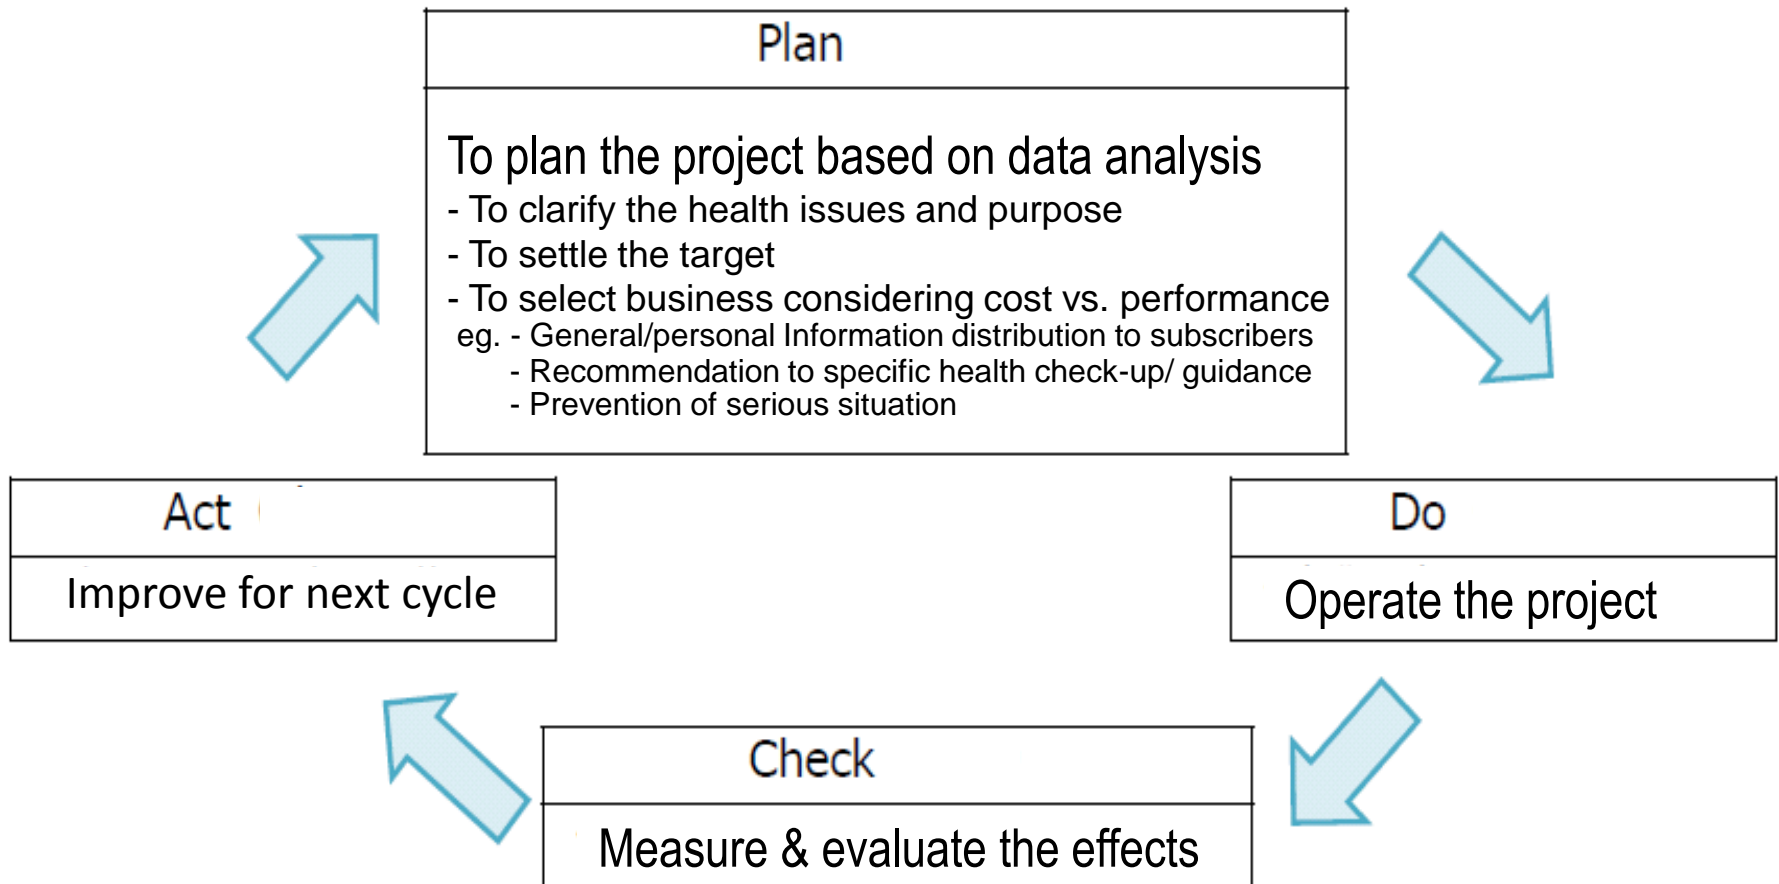 Plan
To plan the project based on data analysis
- To clarify the health issues and purpose
- To settle the target
- To select business considering cost vs. performance
eg. - General/personal Information distribution to subscribers
- Recommendation to specific health check-up/ guidance
- Prevention of serious situation
Act
Improve for next cycle
Do
Operate the project
Check
Measure & evaluate the effects